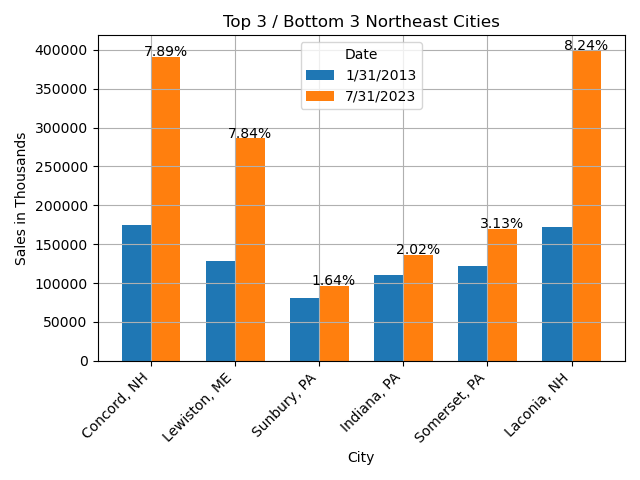 Top 3 / Bottom 3 Northeast Cities
Date
1/31/2013
7/31/2023
7.89%
7.84%
1.64%
2.02%
3.13%
8.24%
Sales in Thousands
400000
350000
300000
250000
200000
150000
100000
50000
0
Concord, NH
Lewiston, ME
Sunbury, PA
Indiana, PA
Somerset, PA
Laconia, NH
City